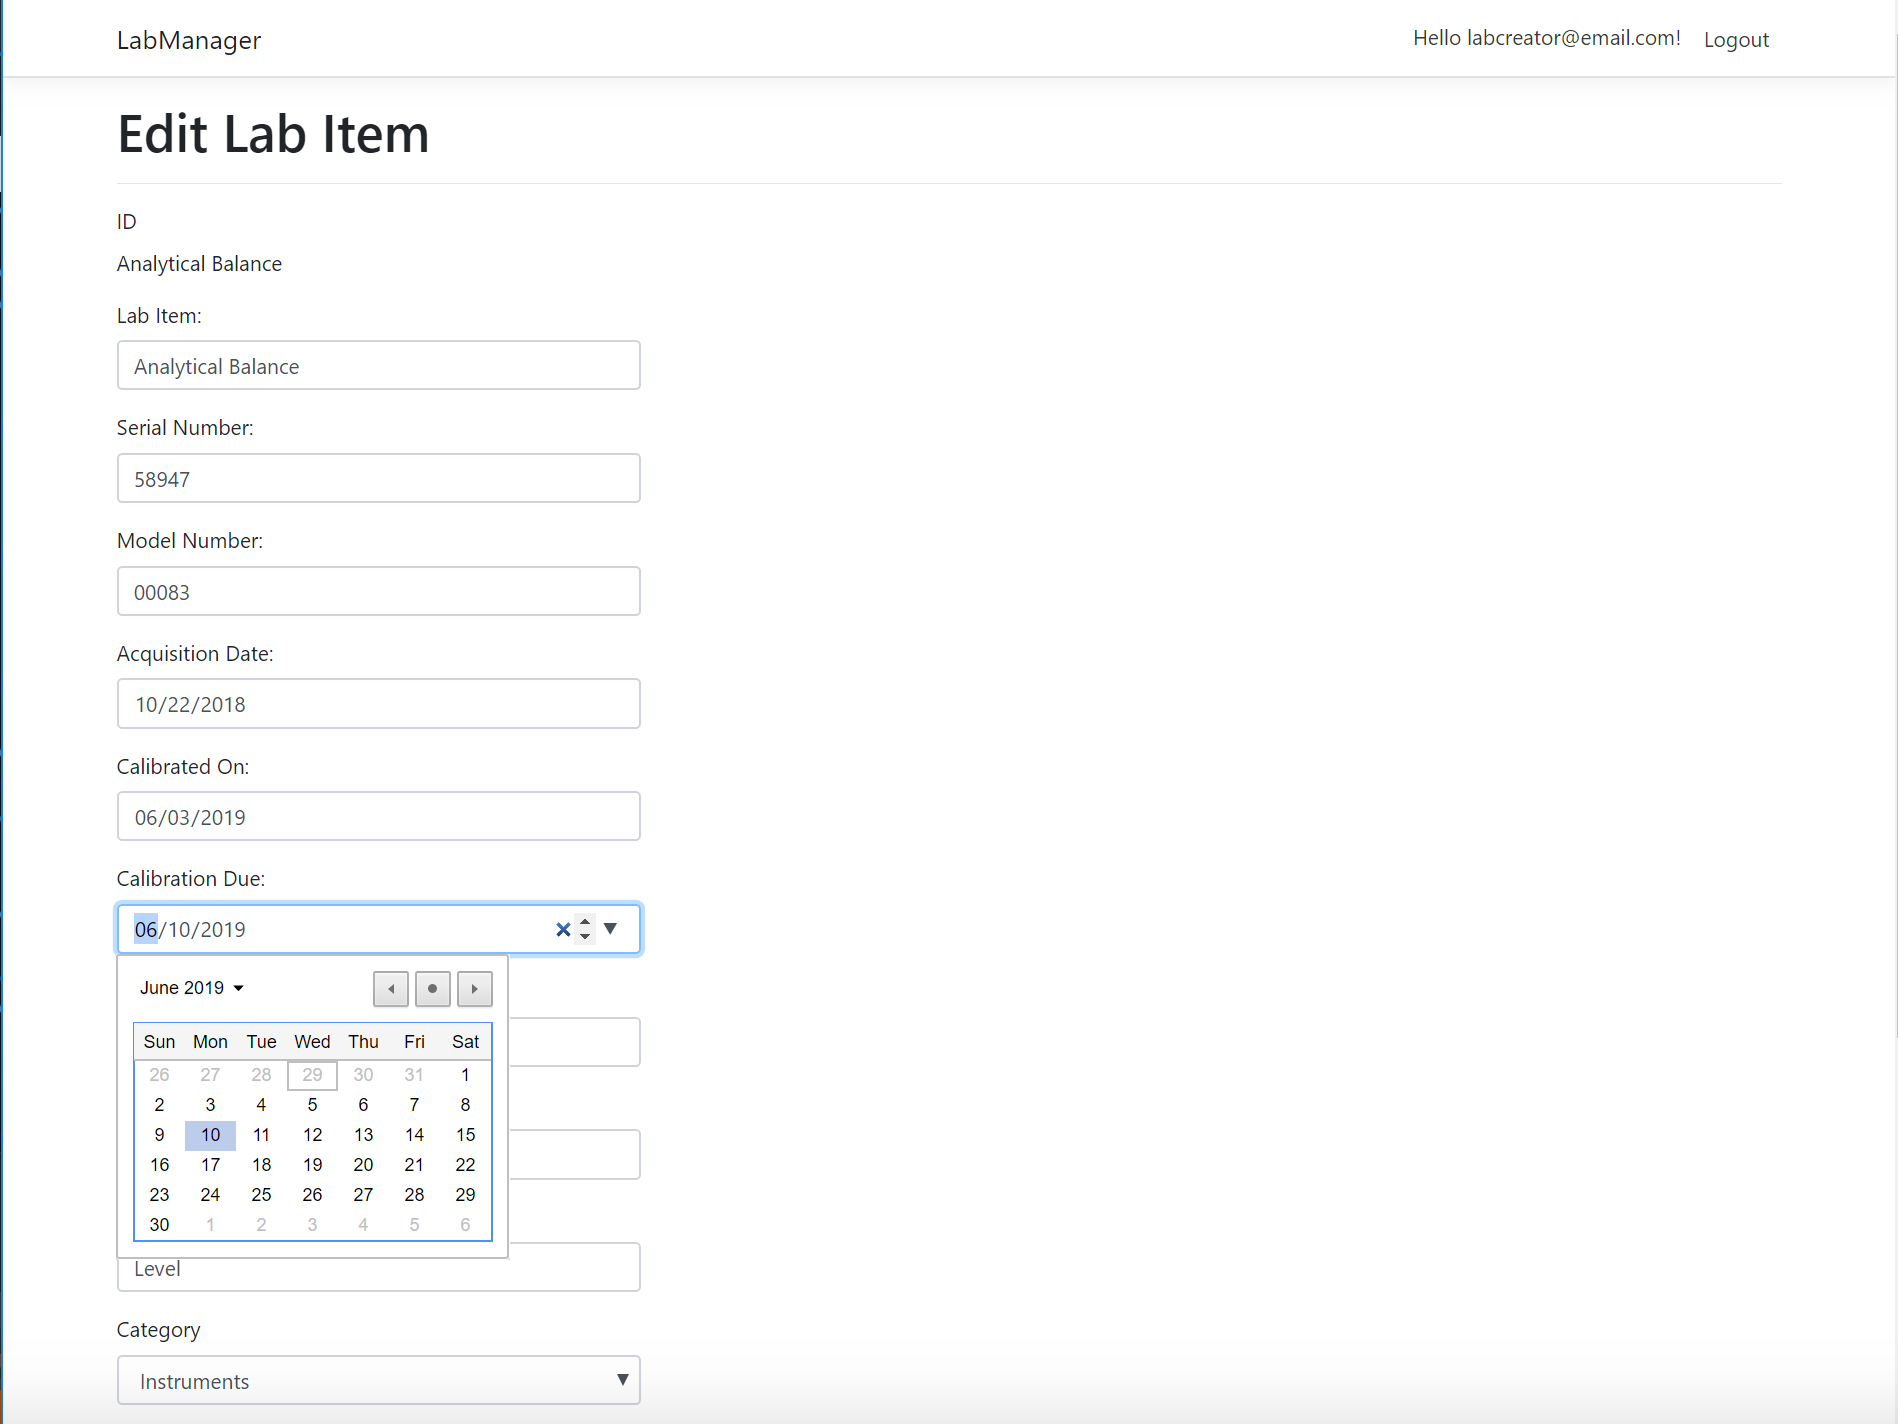 LabManager
Hello labcreator@email.com! Logout
Edit Lab Item
ID
Analytical Balance
Lab Item:
Analytical Balance
Serial Number:
58947
Model Number:
00083
Acquisition Date:
10/22/2018
Calibrated On:
06/03/2019
Calibration Due:
06/10/2019
June 2019
Sun Mon Tue Wed Thu Fri Sat
26 27 28 29 30 31 1
2 3 4 5 6 7 8
9 10 11 12 13 14 15
16 17 18 19 20 21 22
23 24 25 26 27 28 29
30 1 2 3 4 5 6
Level
Category
Instruments